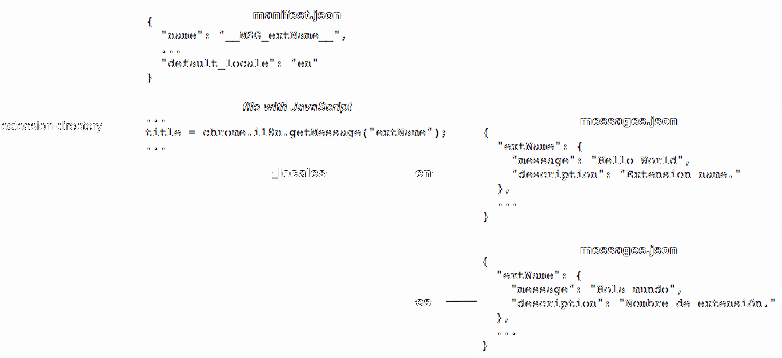 manifest.json
{
"name": "__MSG_extName__",
...
"default_locale": "en"
}
extension directory
file with JavaScript
...
title = chrome.i18n.getMessage("extName");
...
_locales
en
messages.json
{
"extName": {
"message": "Hello World",
"description": "Extension name."
},
...
}
es
messages.json
{
"extName": {
"message": "Hola mundo",
"description": "Nombre de extensión."
},
...
}